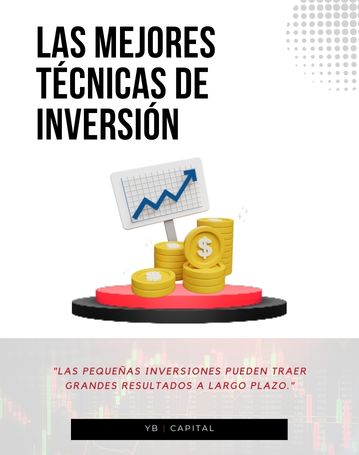 LAS MEJORES
TÉCNICAS DE
INVERSIÓN
$
"LAS PEQUEÑAS INVERSIONES PUEDEN TRAER
GRANDES RESULTADOS A LARGO PLAZO."
YB | CAPITAL